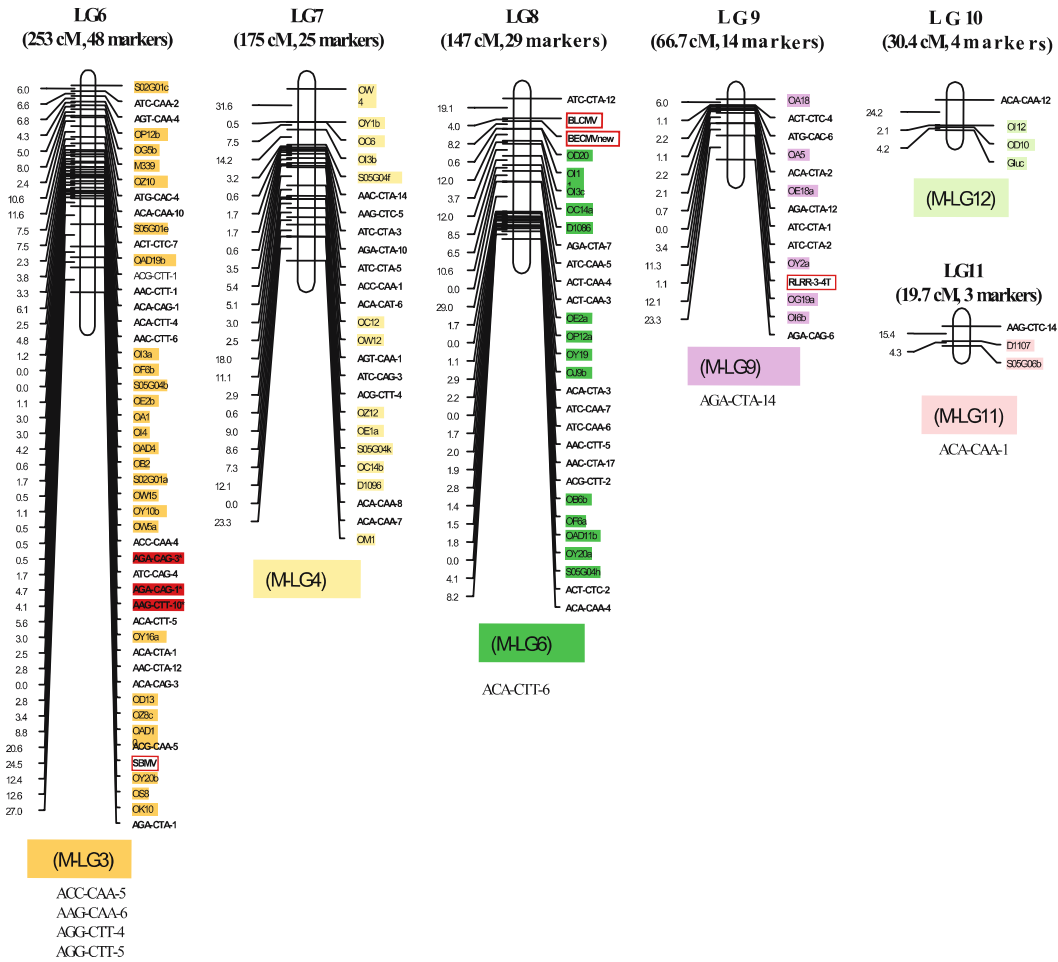 LG6
(253 cM, 48 markers)
6.0
6.6
6.8
4.3
5.0
8.0
2.4
10.6
11.6
7.5
7.5
2.3
3.8
3.3
6.1
2.5
4.8
1.2
0.0
0.0
1.1
3.0
3.0
4.2
0.6
1.7
0.5
1.1
0.5
0.5
0.5
1.7
4.7
4.1
5.6
3.0
2.5
2.8
0.0
2.8
3.4
8.8
20.6
24.5
12.4
12.6
27.0
S02G01c
ATC-CAA-2
AGT-CAA-4
OP12b
OG5b
M339
OZ10
ATG-CAC-4
ACA-CAA-10
S05G01e
ACT-CTC-7
OAD19b
ACG-CTT-1
AAC-CTT-1
ACA-CAG-1
ACA-CTT-4
AAC-CTT-6
OI3a
OF6b
S05G04b
OE2b
OA1
OI4
OAD4
OB2
S02G01a
OW15
OY10b
OW5a
ACC-CAA-4
AGA-CAG-3*
ATC-CAG-4
AGA-CAG-1*
AAG-CTT-10*
ACA-CTT-5
OY16a
ACA-CTA-1
AAC-CTA-12
ACA-CAG-3
OD13
OZ8c
OAD1
ACG-CAA-5
SBMV
OY20b
OS8
OK10
AGA-CTA-1
(M-LG3)
ACC-CAA-5
AAG-CAA-6
AGG-CTT-4
AGG-CTT-5
LG7
(175 cM, 25 markers)
31.6
0.5
7.5
14.2
3.2
0.6
1.7
1.7
0.6
3.5
5.4
5.1
3.0
2.5
18.0
11.1
2.9
0.6
9.0
8.6
7.3
12.1
0.0
23.3
OW
4
OY1b
OC6
OI3b
S05G04f
AAC-CTA-14
AAG-CTC-5
ATC-CTA-3
AGA-CTA-10
ATC-CTA-5
ACC-CAA-1
ACA-CAT-6
OC12
OW12
AGT-CAA-1
ATC-CAG-3
ACG-CTT-4
OZ12
OE1a
S05G04k
OC14b
D1096
ACA-CAA-8
ACA-CAA-7
OM1
(M-LG4)
LG8
(147 cM, 29 markers)
19.1
4.0
8.2
0.6
12.0
3.7
12.0
8.5
6.5
10.6
0.0
29.0
1.7
0.0
1.1
2.9
2.2
0.0
1.7
2.0
1.9
2.8
1.4
1.5
1.8
0.0
4.1
8.2
ATC-CTA-12
BLCMV
BECMVnew
OD20
OI1
OI3c
OC14a
D1066
AGA-CTA-7
ATC-CAA-5
ACT-CAA-4
ACT-CAA-3
OE2a
OP12a
OY19
OJ9b
ACA-CTA-3
ATC-CAA-7
ATC-CAA-6
AAC-CTT-5
AAC-CTA-17
ACG-CTT-2
OB6b
OF6a
OAD11b
OY20a
S05G04h
ACT-CTC-2
ACA-CAA-4
(M-LG6)
ACA-CTT-6
LG9
(66.7 cM, 14 markers)
6.0
1.1
2.2
1.1
2.2
2.1
0.7
0.0
3.4
11.3
1.1
12.1
23.3
OA18
ACT-CTC-4
ATG-CAC-6
OA5
ACA-CTA-2
OE18a
AGA-CTA-12
ATC-CTA-1
ATC-CTA-2
OY2a
RLRR-3-4T
OG19a
OI6b
AGA-CAG-6
(M-LG9)
AGA-CTA-14
LG 10
(30.4 cM, 4 markers)
24.2
2.1
4.2
ACA-CAA-12
OI12
OD10
Gluc
(M-LG12)
LG11
(19.7 cM, 3 markers)
15.4
4.3
AAG-CTC-14
D1107
S05G06b
(M-LG11)
ACA-CAA-1